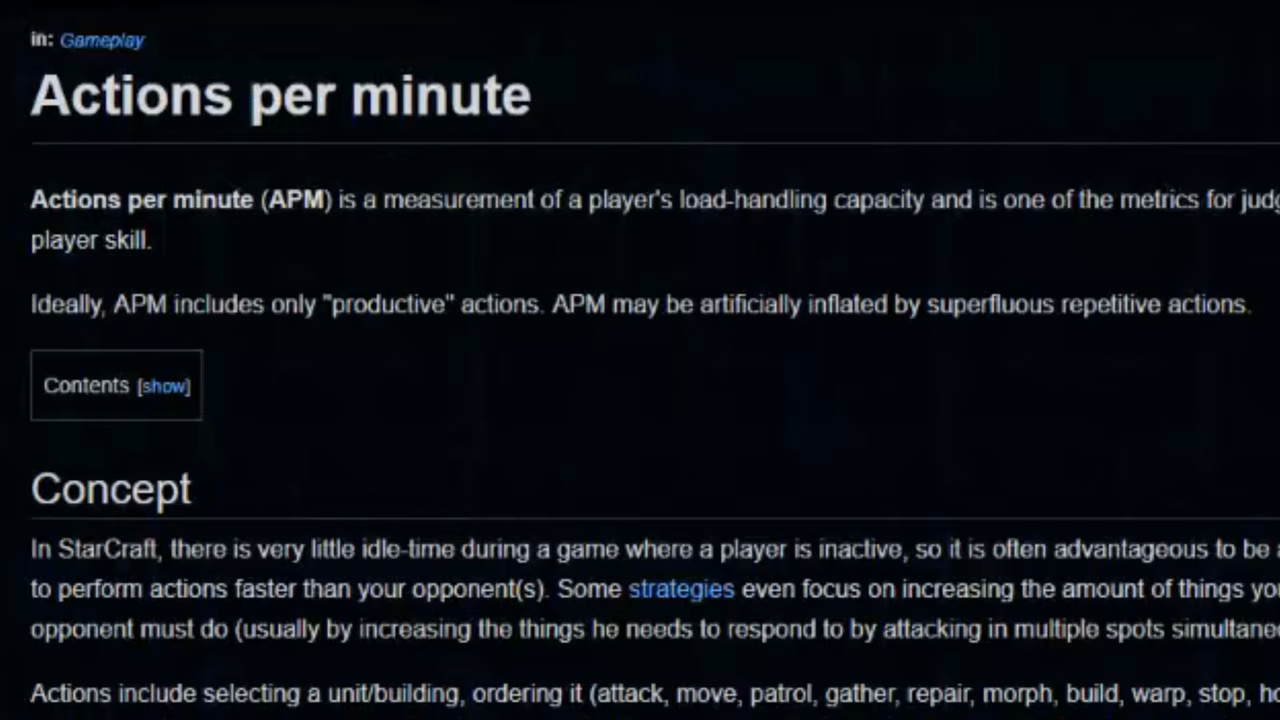 in: Gameplay
Actions per minute
Actions per minute (APM) is a measurement of a player's load-handling capacity and is one of the metrics for
player skill.
Ideally, APM includes only "productive" actions. APM may be artificially inflated by superfluous repetitive actions.
Contents [show]
Concept
In StarCraft, there is very little idle-time during a game where a player is inactive, so it is often advantageous to be
to perform actions faster than your opponent(s). Some strategies even focus on increasing the amount of things
opponent must do (usually by increasing the things he needs to respond to by attacking in multiple spots
Actions include selecting a unit/building, ordering it (attack, move, patrol, gather, repair, morph, build, warp, stop,